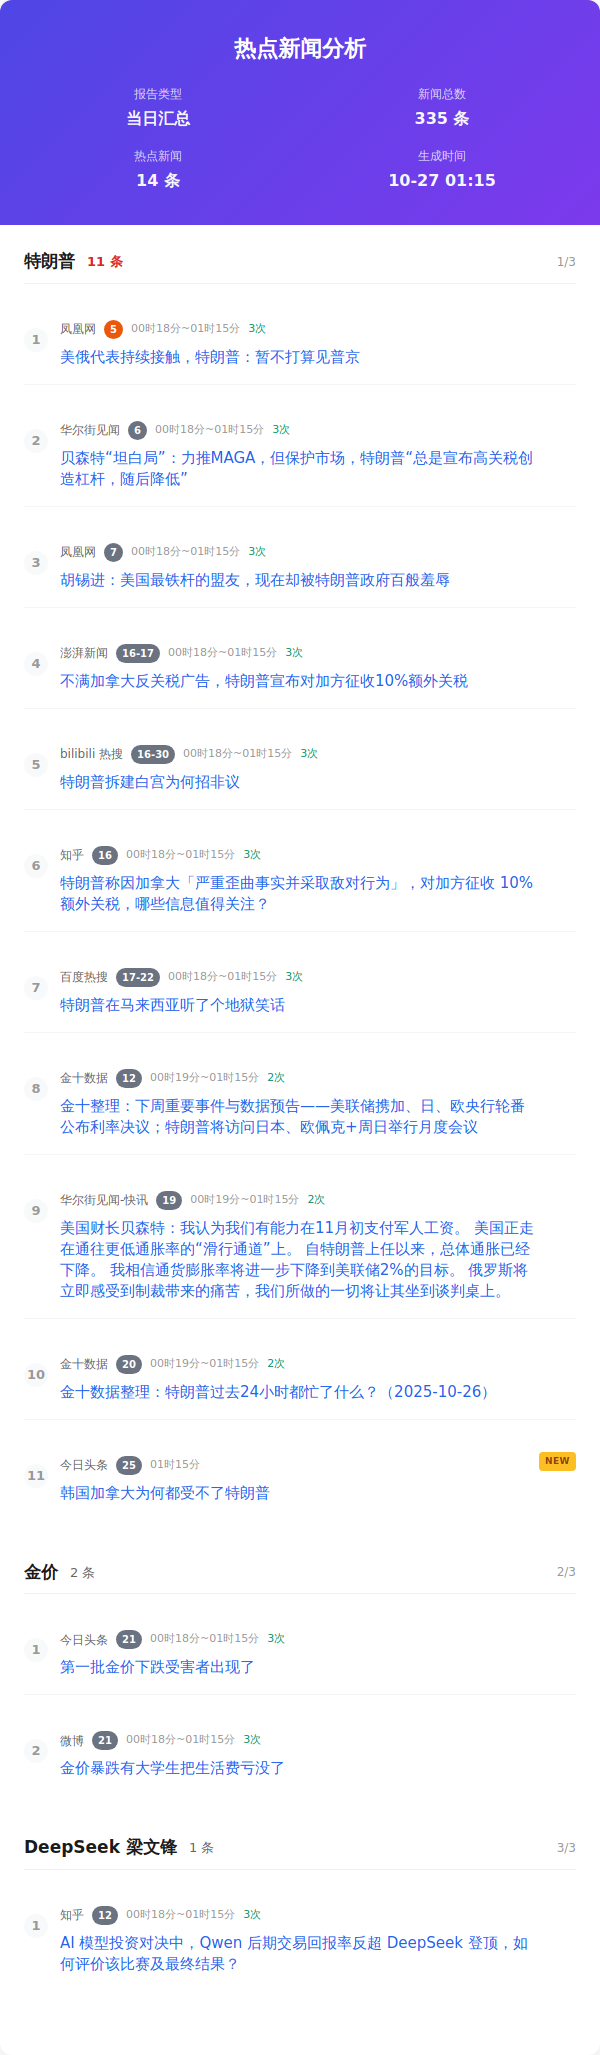 热点新闻分析
报告类型
当日汇总
新闻总数
335 条
热点新闻
14 条
生成时间
10-27 01:15
特朗普 11 条 1/3
1
凤凰网 5 00时18分~01时15分 3次
美俄代表持续接触，特朗普：暂不打算见普京
2
华尔街见闻 6 00时18分~01时15分 3次
贝森特“坦白局”：力推MAGA，但保护市场，特朗普“总是宣布高关税创
造杠杆，随后降低”
3
凤凰网 7 00时18分~01时15分 3次
胡锡进：美国最铁杆的盟友，现在却被特朗普政府百般羞辱
4
澎湃新闻 16-17 00时18分~01时15分 3次
不满加拿大反关税广告，特朗普宣布对加方征收10%额外关税
5
bilibili 热搜 16-30 00时18分~01时15分 3次
特朗普拆建白宫为何招非议
6
知乎 16 00时18分~01时15分 3次
特朗普称因加拿大「严重歪曲事实并采取敌对行为」，对加方征收 10%
额外关税，哪些信息值得关注？
7
百度热搜 17-22 00时18分~01时15分 3次
特朗普在马来西亚听了个地狱笑话
8
金十数据 12 00时19分~01时15分 2次
金十整理：下周重要事件与数据预告——美联储携加、日、欧央行轮番
公布利率决议；特朗普将访问日本、欧佩克+周日举行月度会议
9
华尔街见闻-快讯 19 00时19分~01时15分 2次
美国财长贝森特：我认为我们有能力在11月初支付军人工资。 美国正走
在通往更低通胀率的“滑行通道”上。 自特朗普上任以来，总体通胀已经
下降。 我相信通货膨胀率将进一步下降到美联储2%的目标。 俄罗斯将
立即感受到制裁带来的痛苦，我们所做的一切将让其坐到谈判桌上。
10
金十数据 20 00时19分~01时15分 2次
金十数据整理：特朗普过去24小时都忙了什么？（2025-10-26）
11
今日头条 25 01时15分 NEW
韩国加拿大为何都受不了特朗普
金价 2 条 2/3
1
今日头条 21 00时18分~01时15分 3次
第一批金价下跌受害者出现了
2
微博 21 00时18分~01时15分 3次
金价暴跌有大学生把生活费亏没了
DeepSeek 梁文锋 1 条 3/3
1
知乎 12 00时18分~01时15分 3次
AI 模型投资对决中，Qwen 后期交易回报率反超 DeepSeek 登顶，如
何评价该比赛及最终结果？